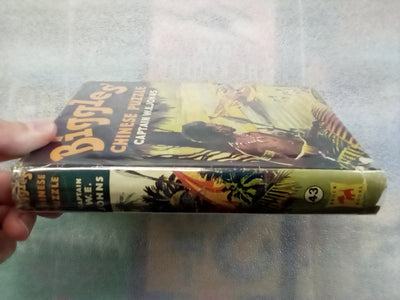 Biggles
CHINESE PUZZLE
CAPTAIN W.E. JOHNS
CAPTAIN
W.E.
JOHNS
43